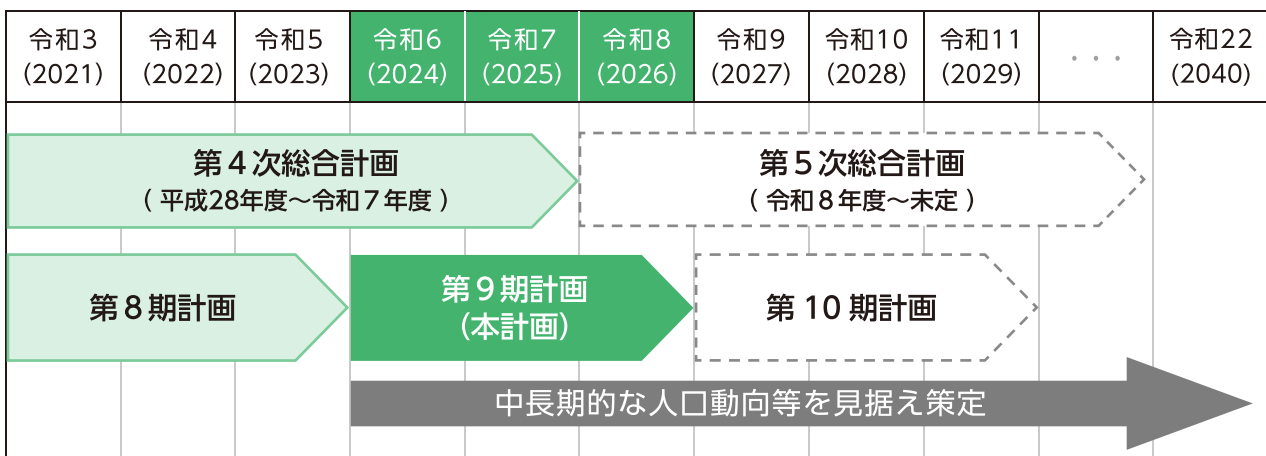 令和3 令和4 令和5 令和6 令和7 令和8 令和9 令和10 令和11 ・・・ 令和22
(2021) (2022) (2023) (2024) (2025) (2026) (2027) (2028) (2029) (2040)
第4次総合計画 第5次総合計画
（平成28年度～令和7年度） （令和8年度～未定）
第8期計画
第9期計画
（本計画）
第10期計画
中長期的な人口動向等を見据え策定